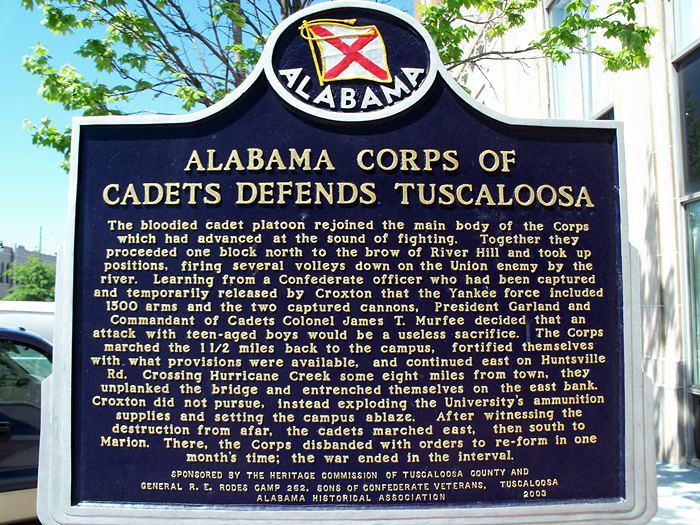 ALABAMA
ALABAMA CORPS OF
CADETS DEFENDS TUSCALOOSA
The bloodied cadet platoon rejoined the main body of the Corps
which had advanced at the sound of fighting. Together they
proceeded one block north to the brow of River Hill and took up
positions, firing several volleys down on the Union enemy by the
river. Learning from a Confederate officer who had been captured
and temporarily released by Croxton that the Yankee force included
1500 arms and the two captured cannons, President Garland and
Commandant of Cadets Colonel James T. Murfee decided that an
attack with teen-aged boys would be a useless sacrifice. The Corps
marched the 1 1/2 miles back to the campus, fortified themselves
with what provisions were available, and continued east on Huntsville
Rd. Crossing Hurricane Creek some eight miles from town, they
unplanked the bridge and entrenched themselves on the east bank.
Croxton did not pursue, instead exploding the University's ammunition
supplies and setting the campus ablaze. After witnessing the
destruction from afar, the cadets marched east, then south to
Marion. There, the Corps disbanded with orders to re-form in one
month's time; the war ended in the interval.
SPONSORED BY THE HERITAGE COMMISSION OF TUSCALOOSA COUNTY AND
GENERAL R. E. RODES CAMP 262, SONS OF CONFEDERATE VETERANS, TUSCALOOSA
ALABAMA HISTORICAL ASSOCIATION 2003